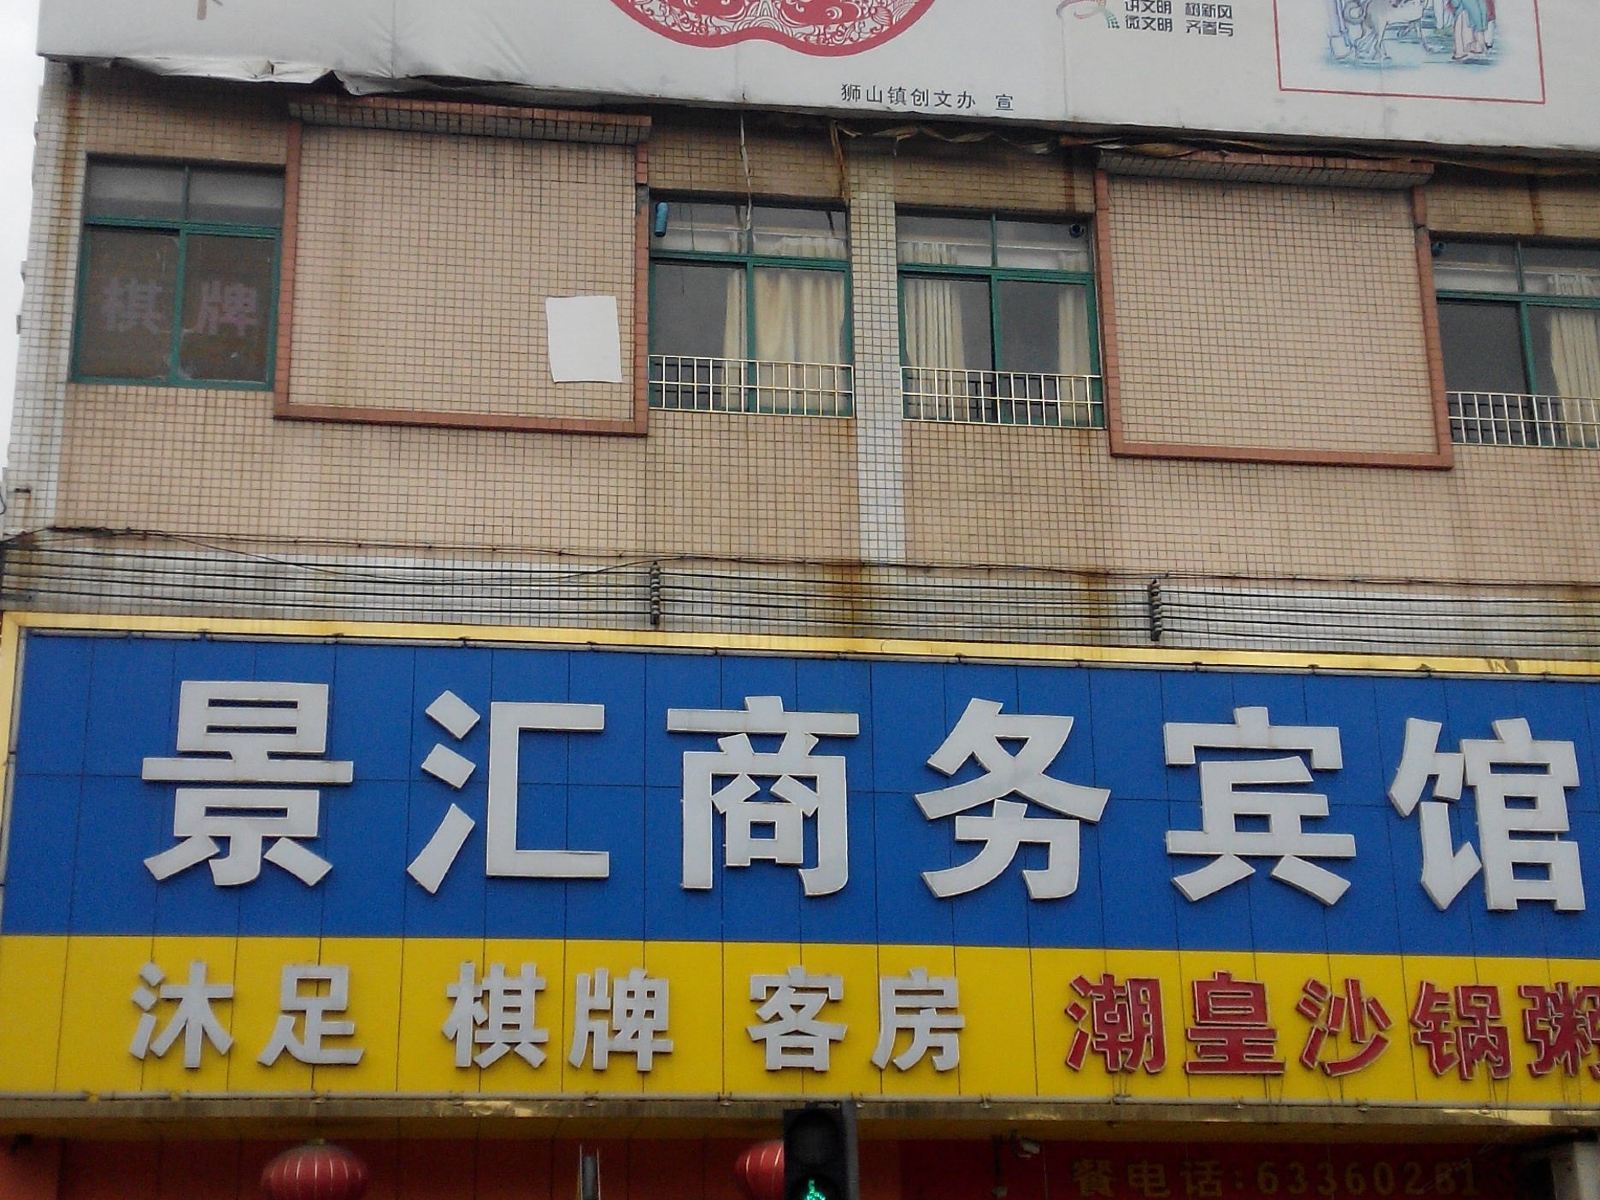 讲文明 树新风
微文明 齐参与
狮山镇创文办 宣
棋牌
景汇商务宾馆
沐足 棋牌 客房 潮皇沙锅粥
餐电话:63360281